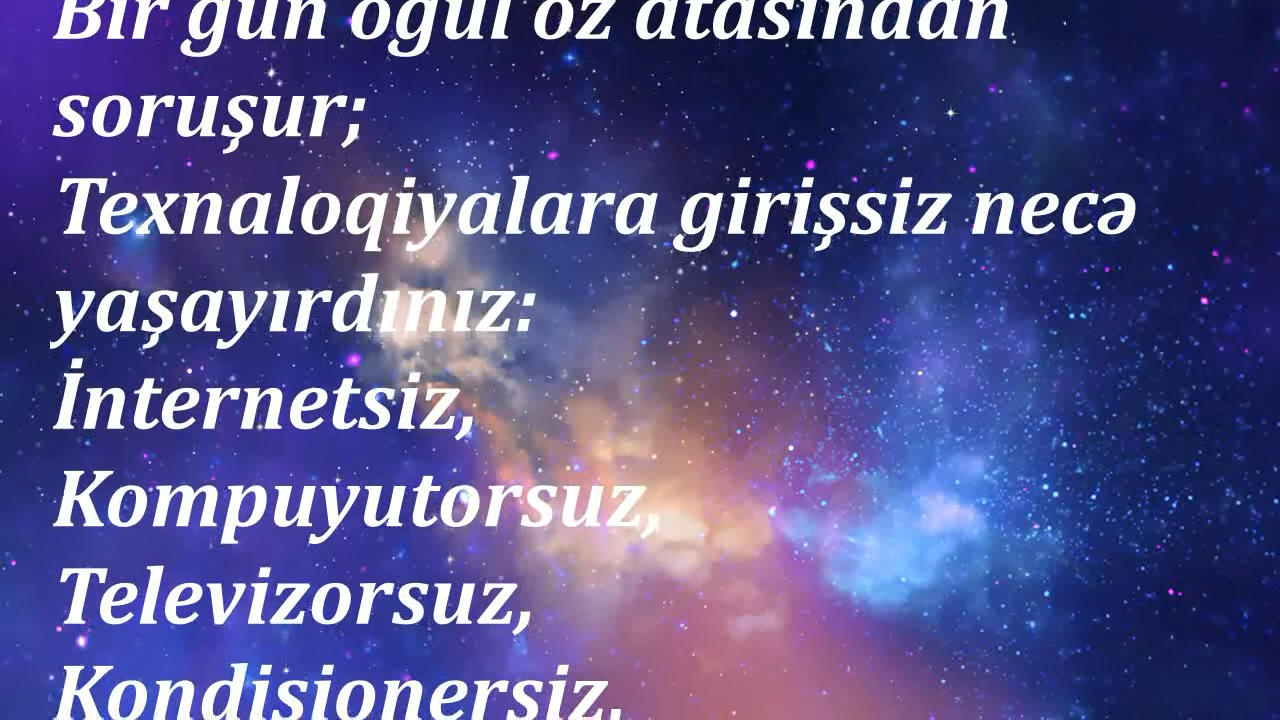 Bir gün oğul öz atasından
soruşur;
Texnaloqiyalara girişsiz necə
yaşayırdınız:
İnternetsiz,
Kompuyutorsuz,
Televizorsuz,
Kondisionersiz,